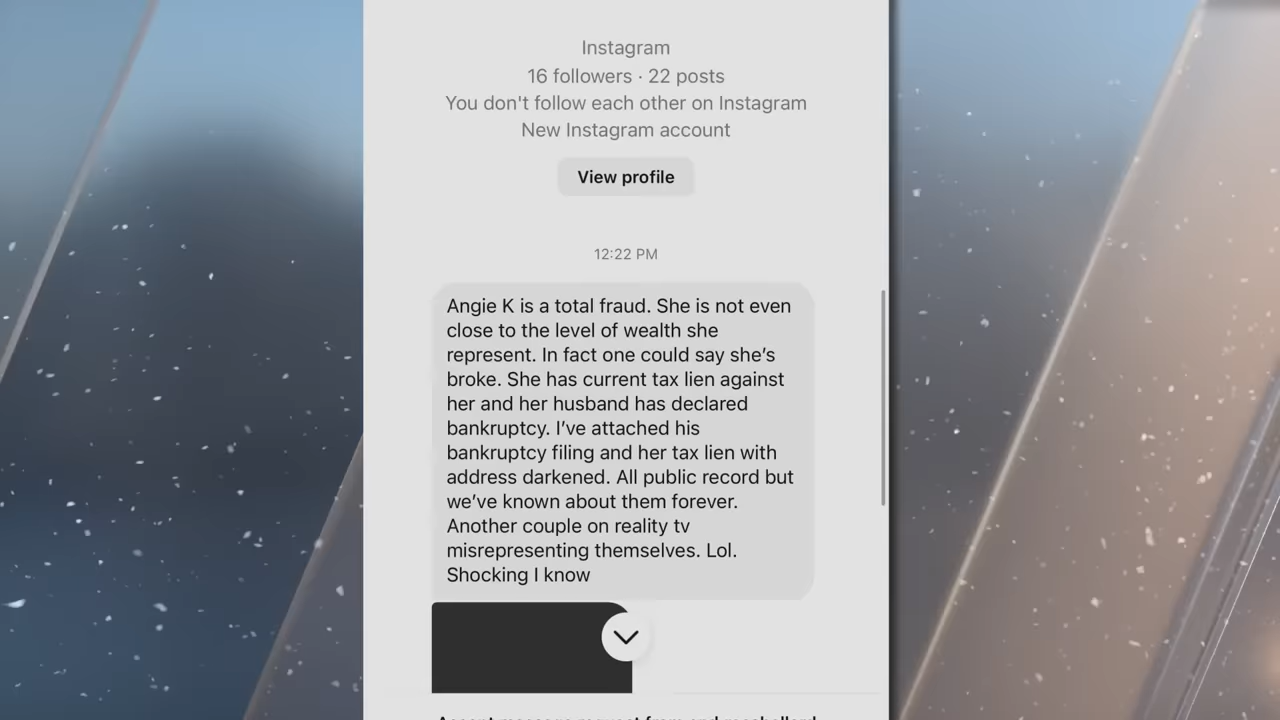 Instagram
16 followers · 22 posts
You don't follow each other on Instagram
New Instagram account
View profile
12:22 PM
Angie K is a total fraud. She is not even
close to the level of wealth she
represent. In fact one could say she’s
broke. She has current tax lien against
her and her husband has declared
bankruptcy. I’ve attached his
bankruptcy filing and her tax lien with
address darkened. All public record but
we’ve known about them forever.
Another couple on reality tv
misrepresenting themselves. Lol.
Shocking I know
Accept message request from